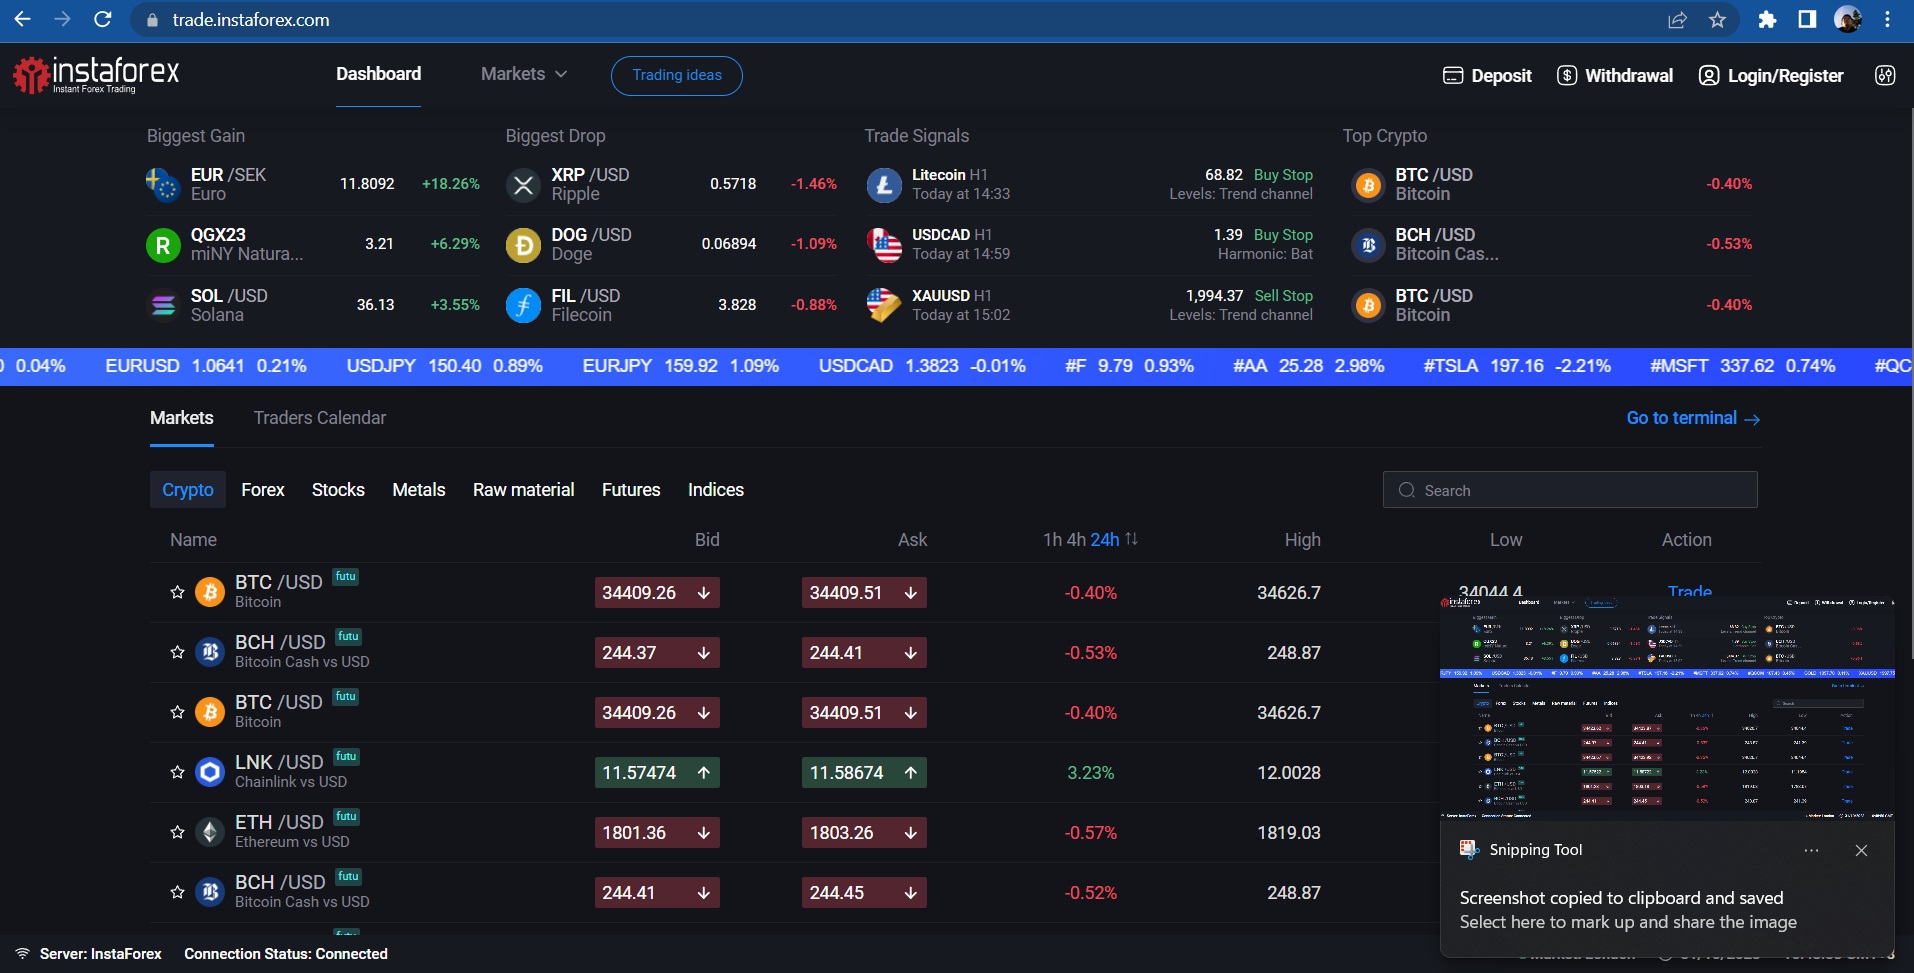 trade.instaforex.com
instaforex
Instant Forex Trading
Dashboard
Markets
Trading ideas
Deposit
Withdrawal
Login/Register
Biggest Gain
EUR /SEK
Euro
11.8092
+18.26%
QGX23
miNY Natura...
3.21
+6.29%
SOL /USD
Solana
36.13
+3.55%
Biggest Drop
XRP /USD
Ripple
0.5718
-1.46%
DOG /USD
Doge
0.06894
-1.09%
FIL /USD
Filecoin
3.828
-0.88%
Trade Signals
Litecoin H1
Today at 14:33
68.82 Buy Stop
Levels: Trend channel
USDCAD H1
Today at 14:59
1.39 Buy Stop
Harmonic: Bat
XAUUSD H1
Today at 15:02
1,994.37 Sell Stop
Levels: Trend channel
Top Crypto
BTC /USD
Bitcoin
-0.40%
BCH /USD
Bitcoin Cas...
-0.53%
BTC /USD
Bitcoin
-0.40%
0.04% EURUSD 1.0641 0.21% USDJPY 150.40 0.89% EURJPY 159.92 1.09% USDCAD 1.3823 -0.01% #F 9.79 0.93% #AA 25.28 2.98% #TSLA 197.16 -2.21% #MSFT 337.62 0.74% #QC
Markets Traders Calendar Go to terminal →
Crypto Forex Stocks Metals Raw material Futures Indices Search
Name Bid Ask 1h 4h 24h High Low Action
BTC /USD futu
Bitcoin
34409.26 34409.51 -0.40% 34626.7 34044.4 Trade
BCH /USD futu
Bitcoin Cash vs USD
244.37 244.41 -0.53% 248.87
BTC /USD futu
Bitcoin
34409.26 34409.51 -0.40% 34626.7
LNK /USD futu
Chainlink vs USD
11.57474 11.58674 3.23% 12.0028
ETH /USD futu
Ethereum vs USD
1801.36 1803.26 -0.57% 1819.03
BCH /USD futu
Bitcoin Cash vs USD
244.41 244.45 -0.52% 248.87
Snipping Tool
Screenshot copied to clipboard and saved
Select here to mark up and share the image
Server: InstaForex Connection Status: Connected